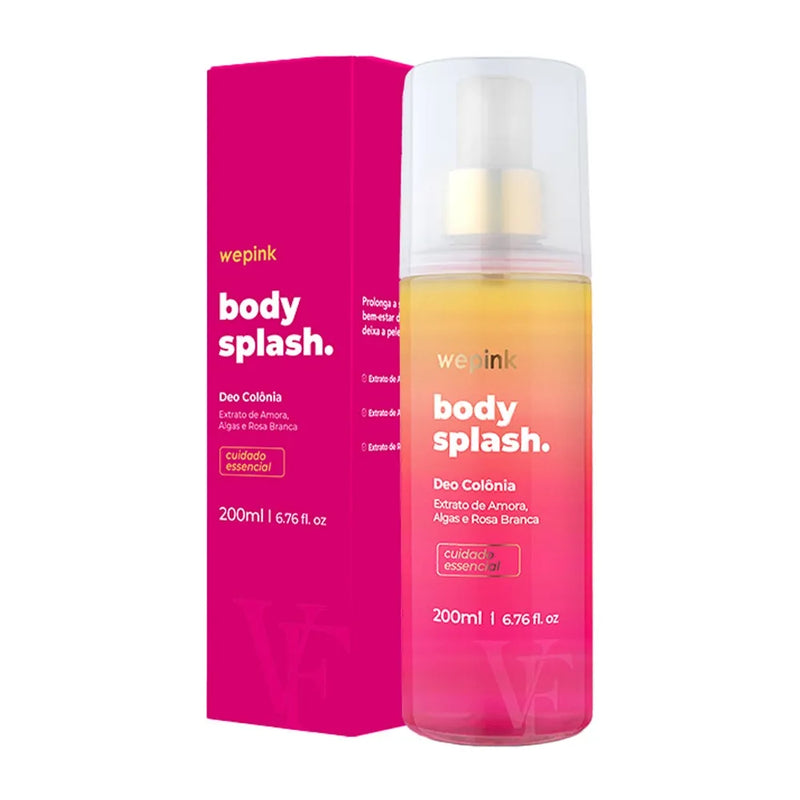 wepink
body
splash.
Deo Colônia
Extrato de Amora,
Algas e Rosa Branca
cuidado
essencial
200ml | 6.76 fl. oz
VF
Prolonga a
bem-estar
deixa a pele
Extrato de
Extrato de
Extrato de
wepink
body
splash.
Deo Colônia
Extrato de Amora,
Algas e Rosa Branca
cuidado
essencial
200ml | 6.76 fl. oz
VF